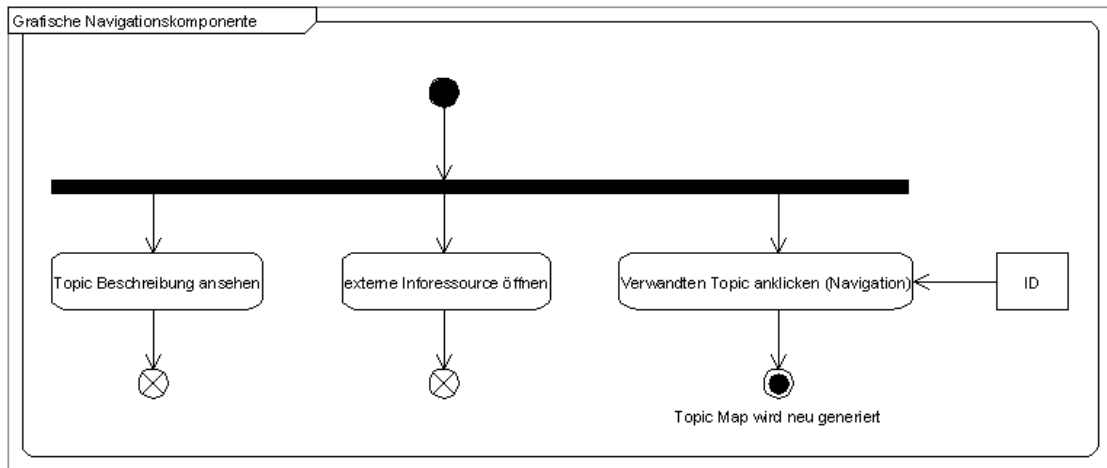 Grafische Navigationskomponente
Topic Beschreibung ansehen
externe Inforessource öffnen
Verwandten Topic anklicken (Navigation)
ID
Topic Map wird neu generiert